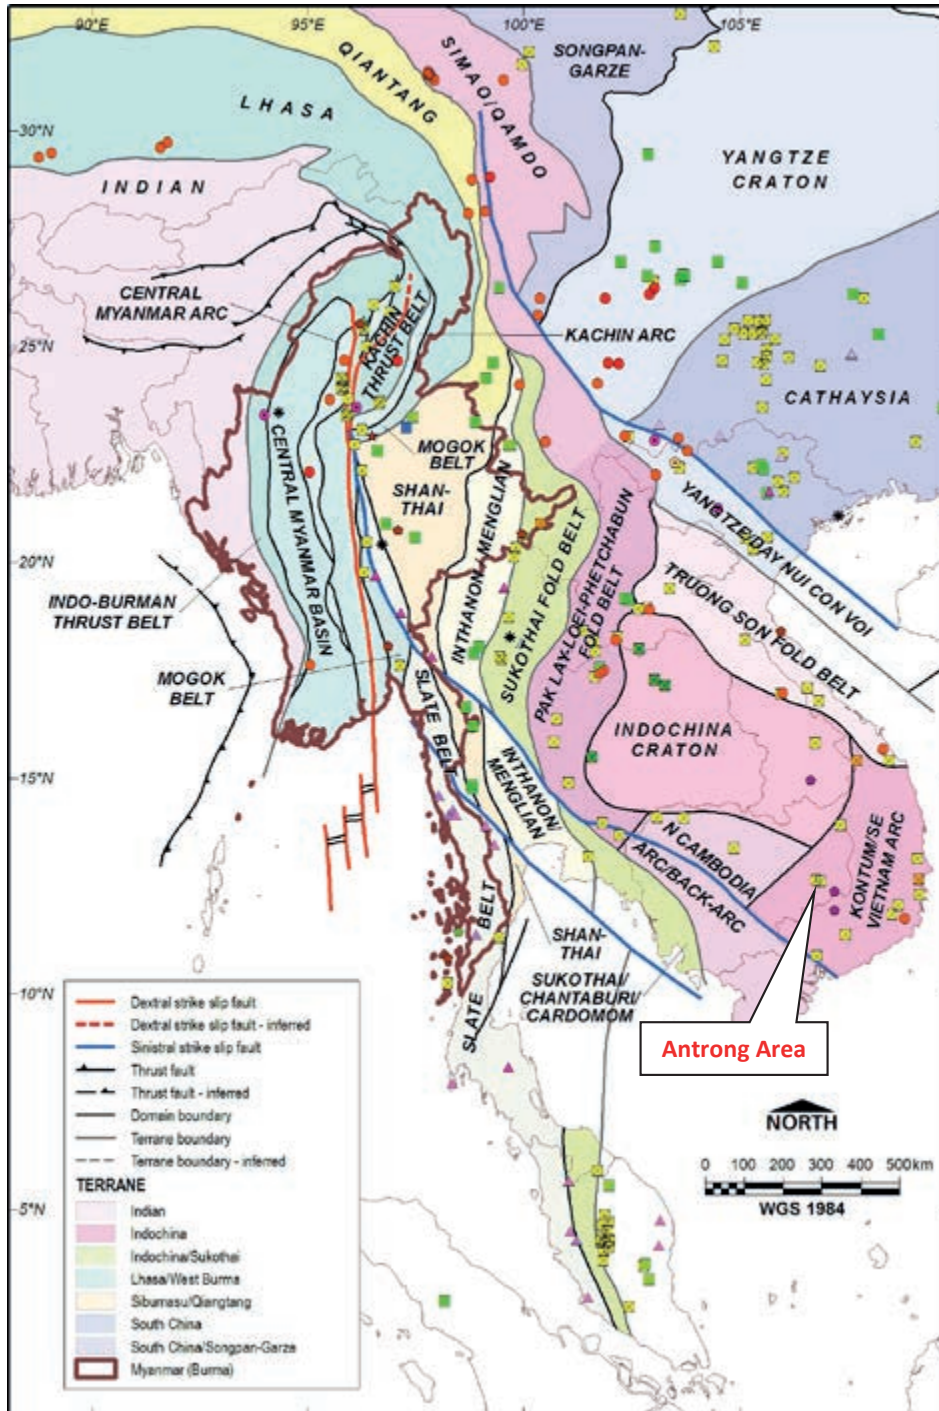 90°E
95°E
100°E
105°E
SONGPAN-
GARZE
SIMAO/QAMDO
QIANTANG
LHASA
30°N
INDIAN
YANGTZE
CRATON
CENTRAL
MYANMAR ARC
KACHIN
THRUST BELT
KACHIN ARC
25°N
CATHAYSIA
MOGOK
BELT
SHAN-
THAI
CENTRAL MYANMAR BASIN
INTHANON-MENGLIAN
SUKOTHAI FOLD BELT
PAK LAY-LOEI-PHETCHABUN
FOLD BELT
YANGTZE/DAY NUI CON VOI
TRUONG SON FOLD BELT
20°N
INDO-BURMAN
THRUST BELT
MOGOK
BELT
SLATE BELT
INDOCHINA
CRATON
15°N
INTHANON/
MENGLIAN
N CAMBODIA
ARC/BACK-ARC
KONTUM/SE
VIETNAM ARC
SLATE BELT
SHAN-
THAI
SUKOTHAI/
CHANTABURI/
CARDOMOM
10°N
Antrong Area
Dextral strike slip fault
Dextral strike slip fault - inferred
Sinistral strike slip fault
Thrust fault
Thrust fault - inferred
Domain boundary
Terrane boundary
Terrane boundary - inferred
TERRANE
Indian
Indochina
Indochina/Sukothai
Lhasa/West Burma
Sibumasu/Qiangtang
South China
South China/Songpan-Garza
Myanmar (Burma)
NORTH
0 100 200 300 400 500km
WGS 1984
5°N